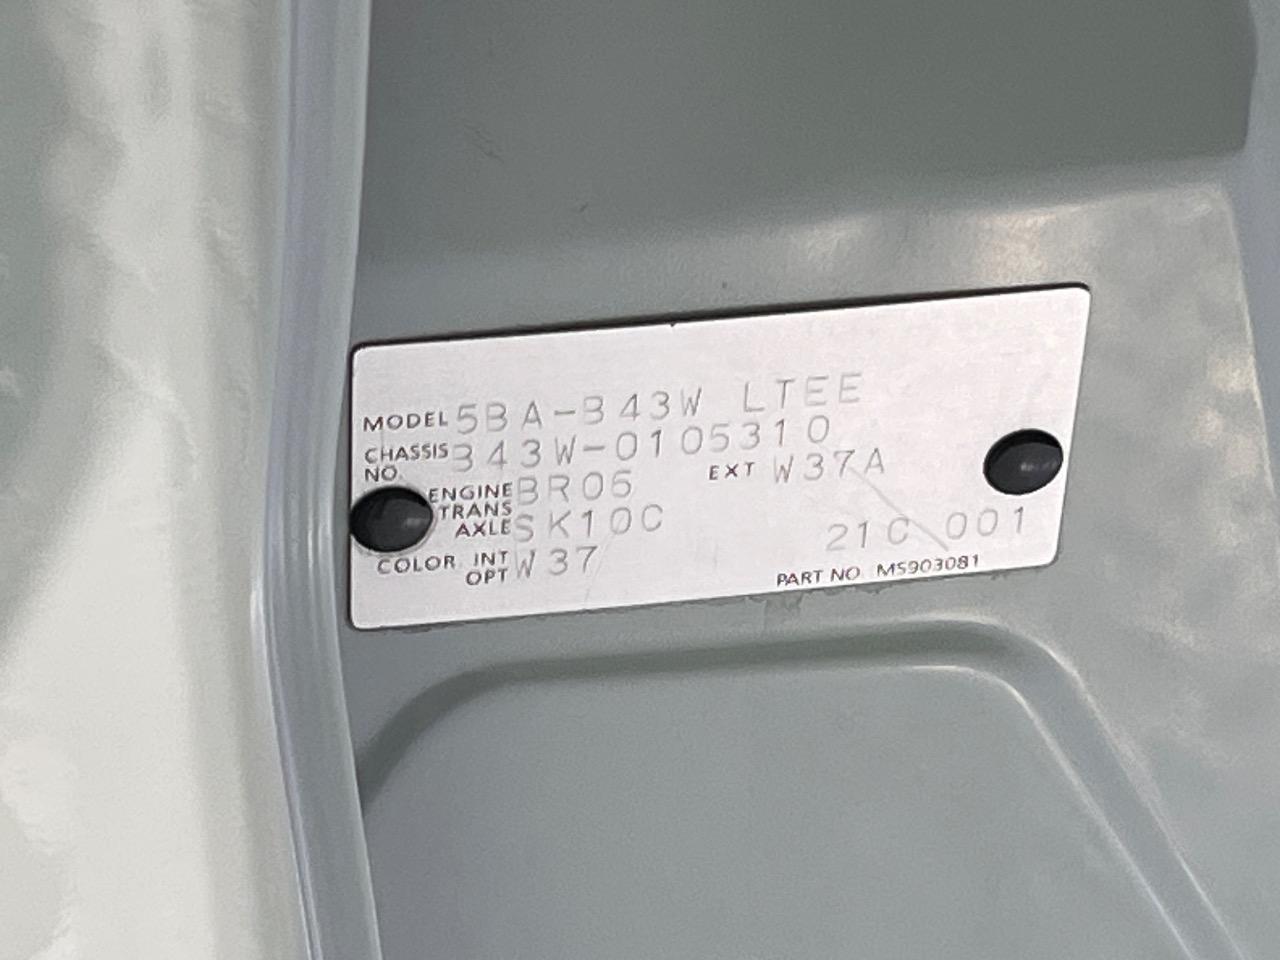 MODEL 5BA-B43W LTEE
CHASSIS NO. B43W-0105310
ENGINE BR06 EXT W37A
TRANS AXLE SK10C
21C 001
COLOR INT OPT W37
PART NO. MS903081